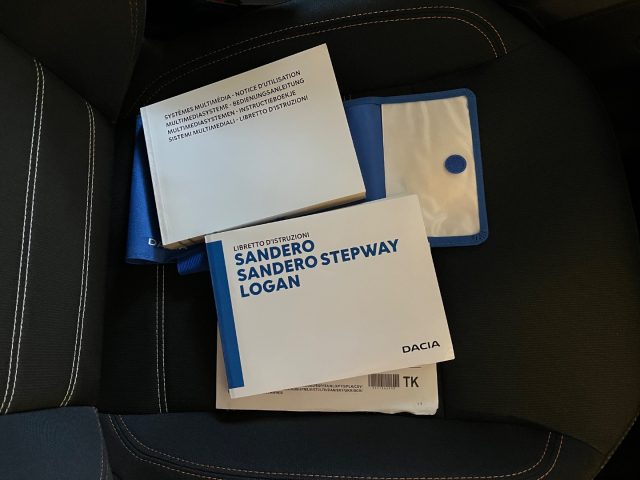 SYSTÈMES MULTIMÉDIA - NOTICE D'UTILISATION
MULTIMEDIASYSTEME - BEDIENUNGSANLEITUNG
MULTIMEDIASYSTEMEN - INSTRUCTIEBOEKJE
SISTEMI MULTIMEDIALI - LIBRETTO D'ISTRUZIONI
LIBRETTO D'ISTRUZIONI
SANDERO
SANDERO STEPWAY
LOGAN
DACIA
TK